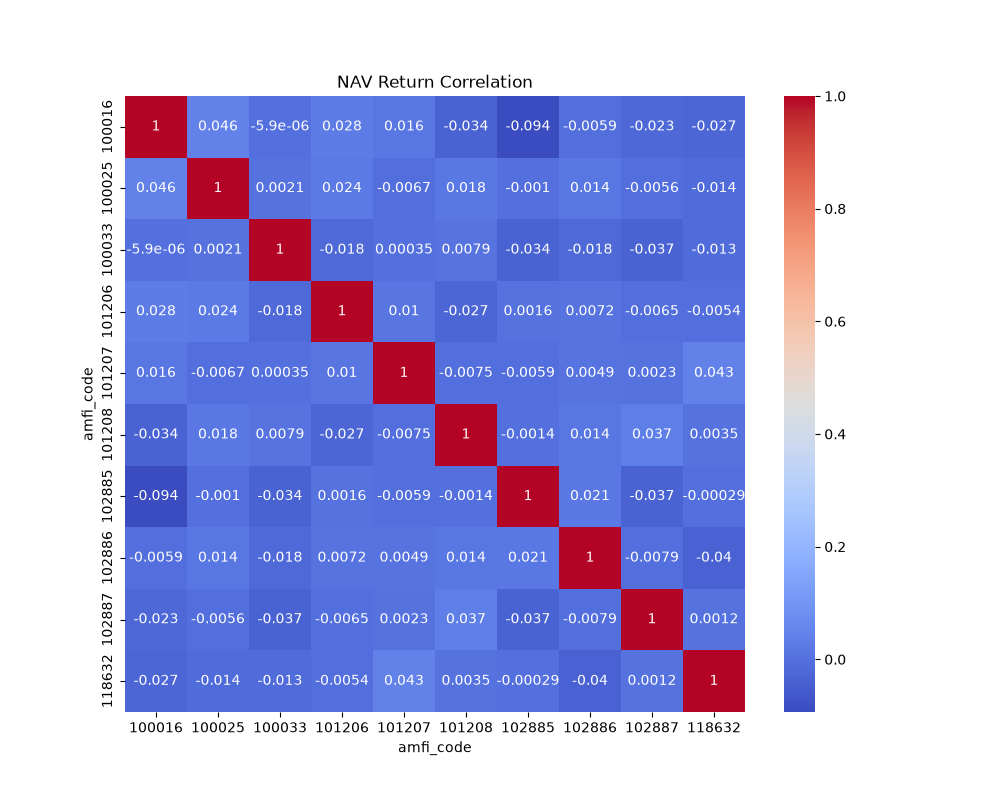 NAV Return Correlation
100016 1 0.046 -5.9e-06 0.028 0.016 -0.034 -0.094 -0.0059 -0.023 -0.027
100025 0.046 1 0.0021 0.024 -0.0067 0.018 -0.001 0.014 -0.0056 -0.014
100033 -5.9e-06 0.0021 1 -0.018 0.00035 0.0079 -0.034 -0.018 -0.037 -0.013
101206 0.028 0.024 -0.018 1 0.01 -0.027 0.0016 0.0072 -0.0065 -0.0054
101207 0.016 -0.0067 0.00035 0.01 1 -0.0075 -0.0059 0.0049 0.0023 0.043
101208 -0.034 0.018 0.0079 -0.027 -0.0075 1 -0.0014 0.014 0.037 0.0035
102885 -0.094 -0.001 -0.034 0.0016 -0.0059 -0.0014 1 0.021 -0.037 -0.00029
102886 -0.0059 0.014 -0.018 0.0072 0.0049 0.014 0.021 1 -0.0079 -0.04
102887 -0.023 -0.0056 -0.037 -0.0065 0.0023 0.037 -0.037 -0.0079 1 0.0012
118632 -0.027 -0.014 -0.013 -0.0054 0.043 0.0035 -0.00029 -0.04 0.0012 1
amfi_code
100016 100025 100033 101206 101207 101208 102885 102886 102887 118632
amfi_code
1.0
0.8
0.6
0.4
0.2
0.0